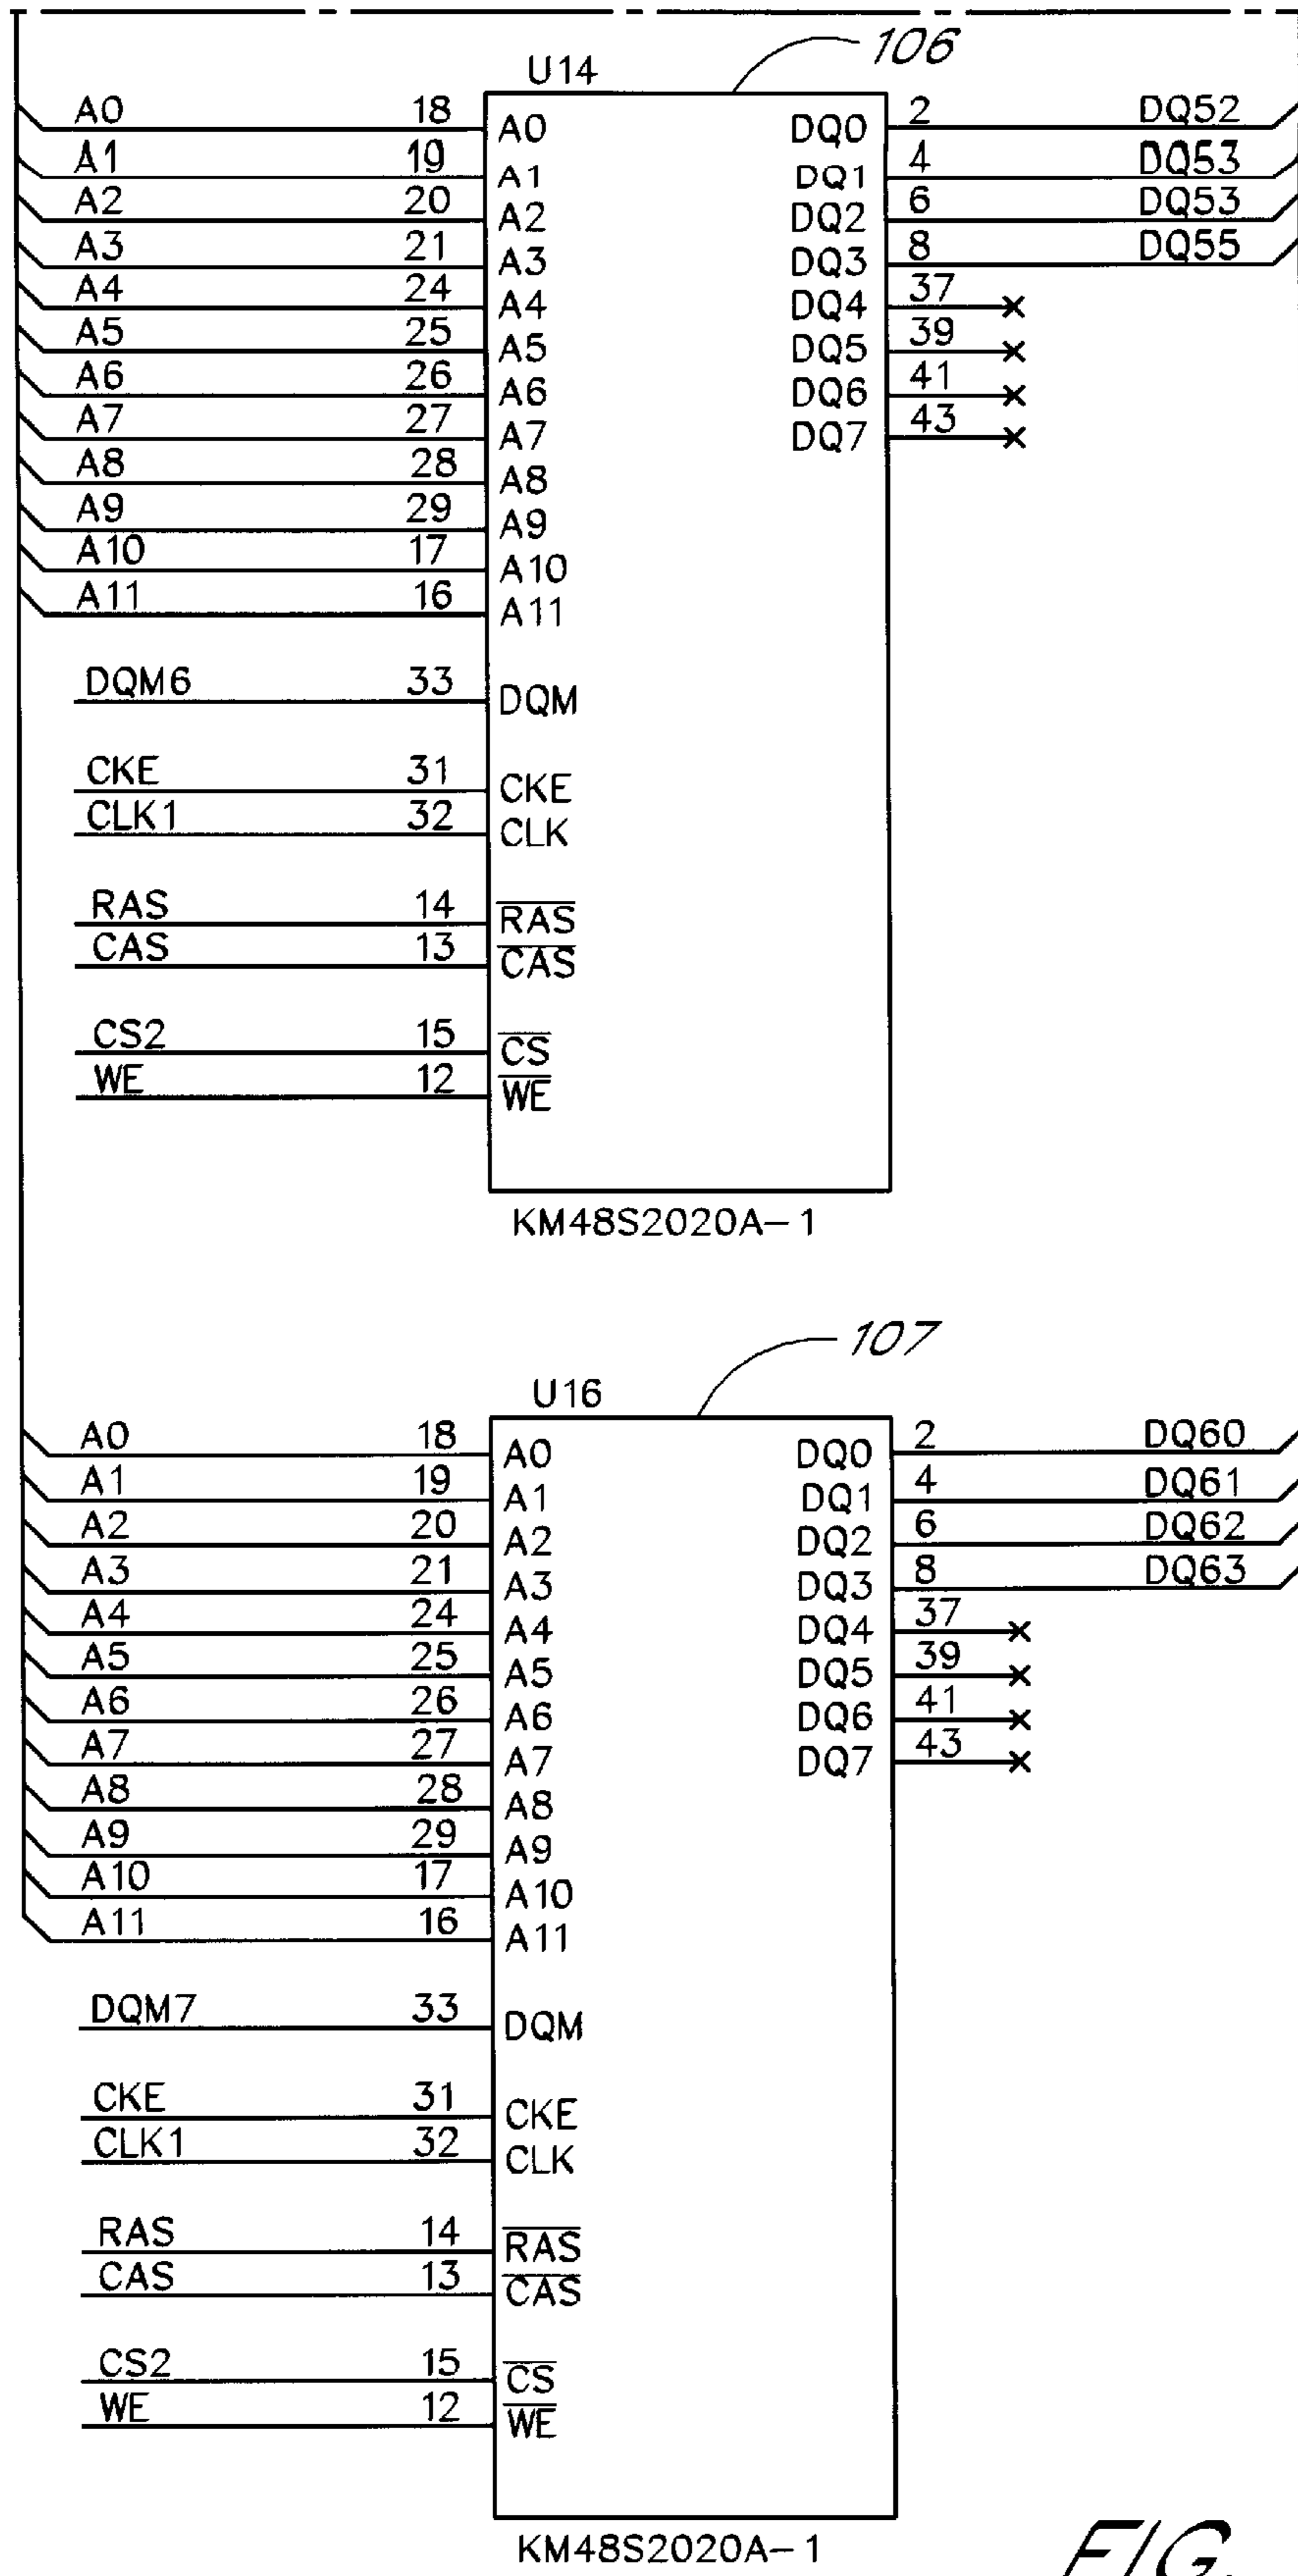 106
U14
A0 18 A0 DQ0 2 DQ52
A1 19 A1 DQ1 4 DQ53
A2 20 A2 DQ2 6 DQ53
A3 21 A3 DQ3 8 DQ55
A4 24 A4 DQ4 37
A5 25 A5 DQ5 39
A6 26 A6 DQ6 41
A7 27 A7 DQ7 43
A8 28 A8
A9 29 A9
A10 17 A10
A11 16 A11
DQM6 33 DQM
CKE 31 CKE
CLK1 32 CLK
RAS 14 RAS
CAS 13 CAS
CS2 15 CS
WE 12 WE
KM48S2020A-1
107
U16
A0 18 A0 DQ0 2 DQ60
A1 19 A1 DQ1 4 DQ61
A2 20 A2 DQ2 6 DQ62
A3 21 A3 DQ3 8 DQ63
A4 24 A4 DQ4 37
A5 25 A5 DQ5 39
A6 26 A6 DQ6 41
A7 27 A7 DQ7 43
A8 28 A8
A9 29 A9
A10 17 A10
A11 16 A11
DQM7 33 DQM
CKE 31 CKE
CLK1 32 CLK
RAS 14 RAS
CAS 13 CAS
CS2 15 CS
WE 12 WE
KM48S2020A-1
FIG.